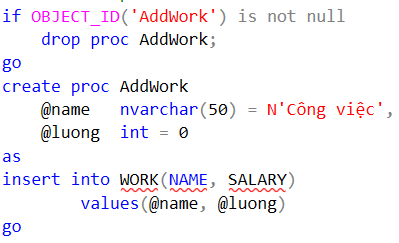 if OBJECT_ID('AddWork') is not null
drop proc AddWork;
go
create proc AddWork
@name nvarchar(50) = N'Công việc',
@luong int = 0
as
insert into WORK(NAME, SALARY)
values(@name, @luong)
go